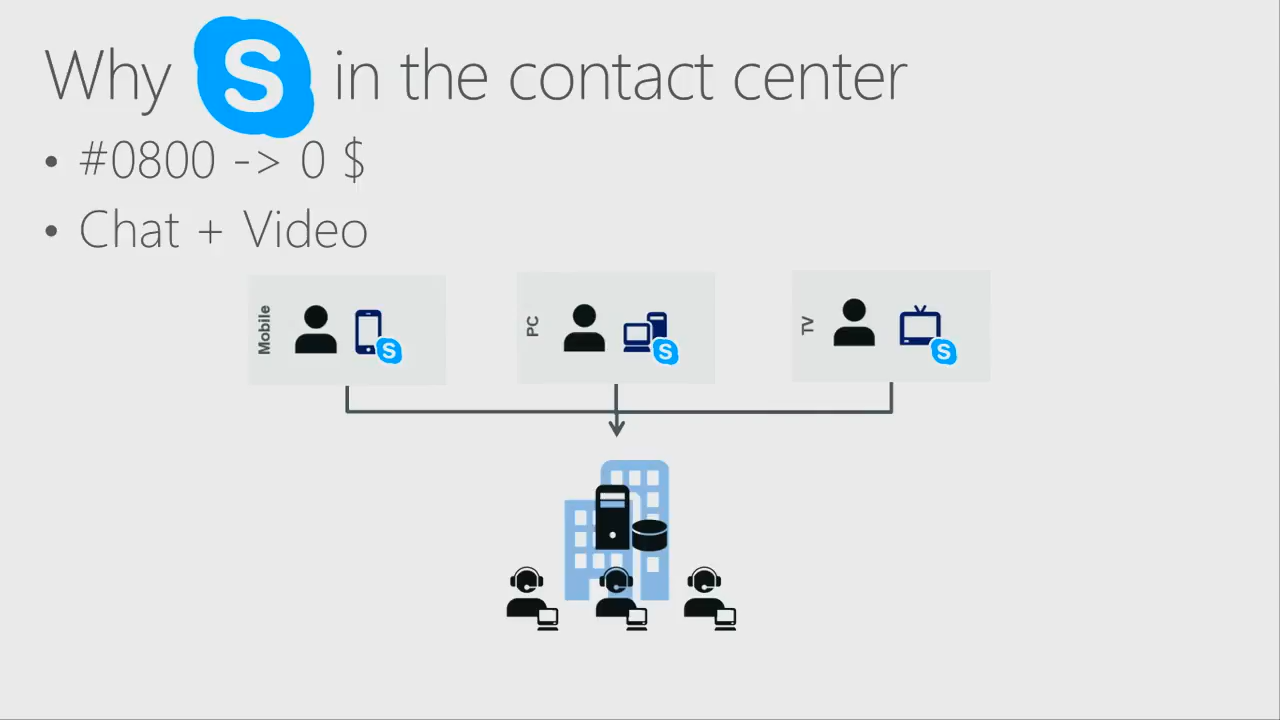 Why S in the contact center
• #0800 -> 0 $
• Chat + Video
Mobile
S
PC
S
TV
S